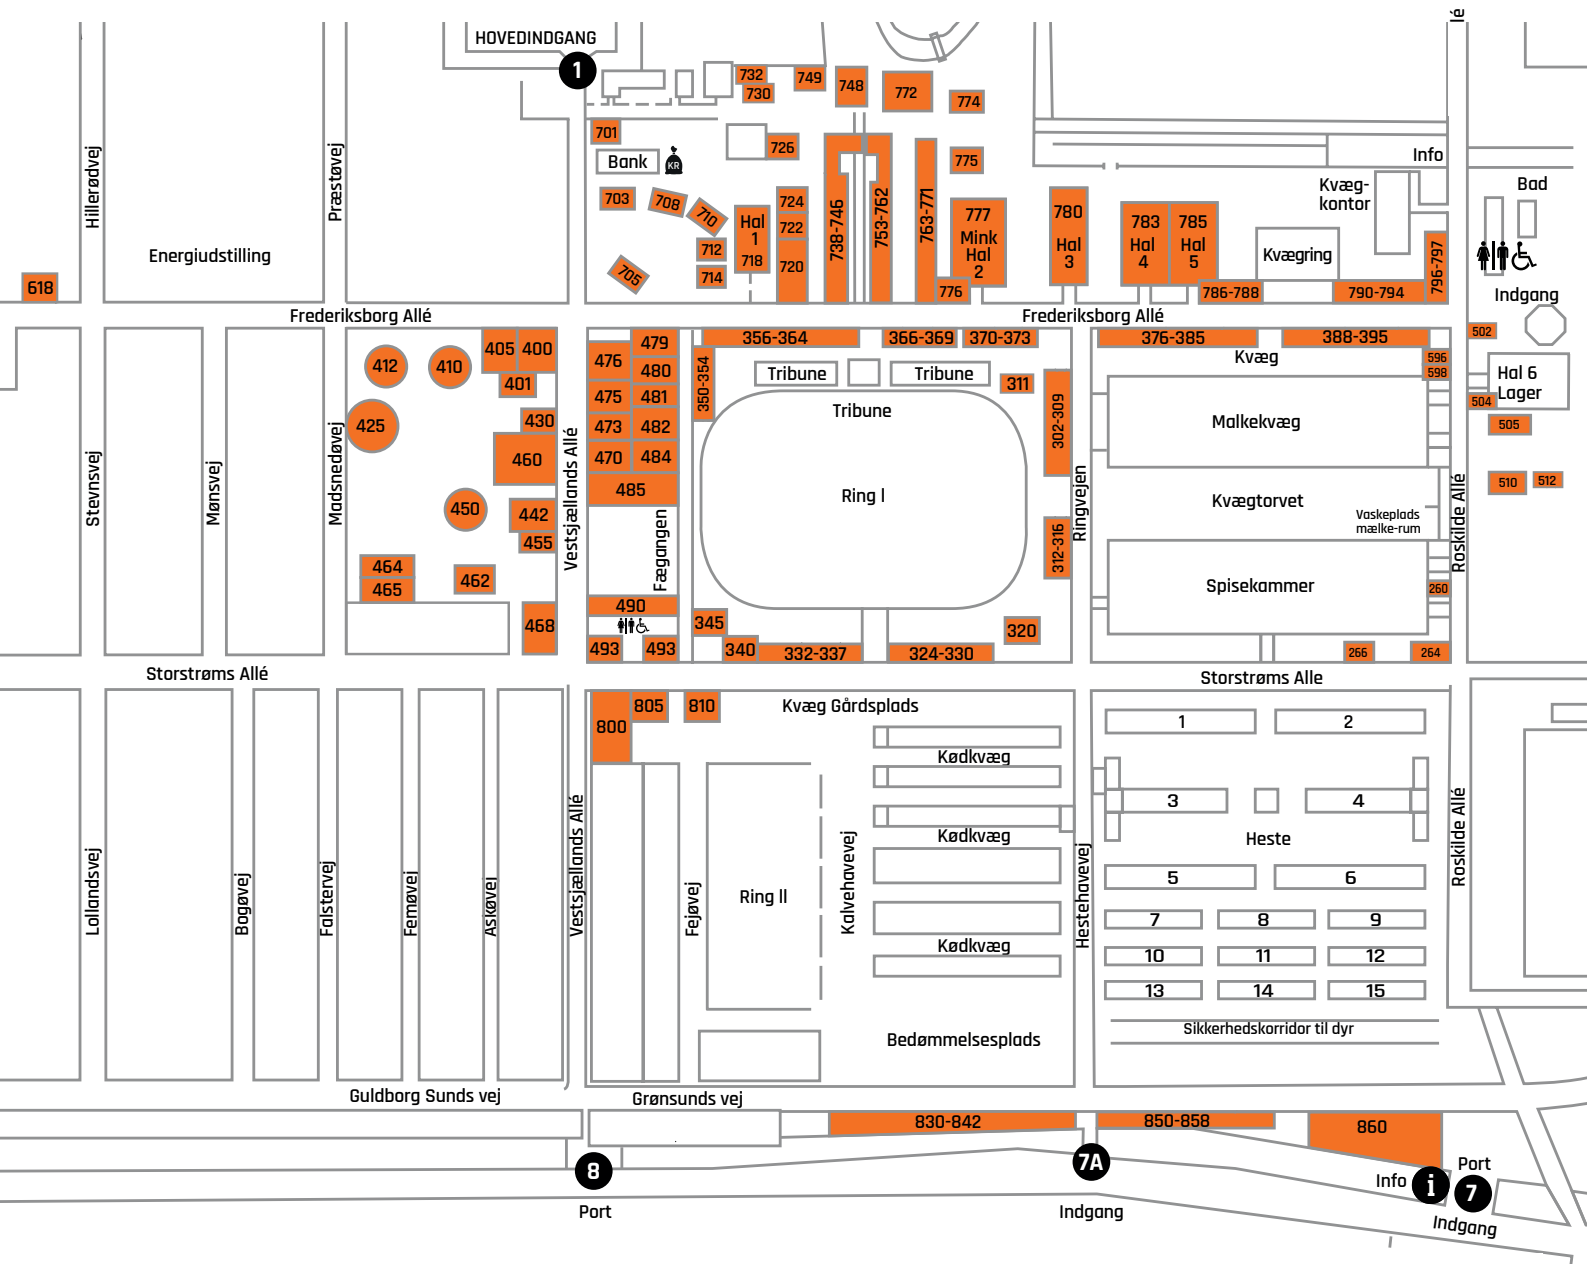 lé
HOVEDINDGANG
1
732
730
749
748
772
774
701
Bank
KR
726
775
Info
703
708
710
712
714
705
Hal
1
718
724
722
720
738-746
753-762
763-771
777
Mink
Hal
2
776
780
Hal
3
783
Hal
4
785
Hal
5
786-788
Kvæg-
kontor
Kvægring
790-794
796-797
Bad
Indgang
Hillerødvej
Præstøvej
Energiudstilling
618
Frederiksborg Allé
Frederiksborg Allé
412
410
405
400
401
425
430
460
450
442
455
464
465
462
468
Stevnsvej
Mønsvej
Madsnedøvej
Vestsjællands Allé
476
479
480
475
481
473
482
470
484
485
Fægangen
490
493
493
350-354
356-364
366-369
370-373
Tribune
Tribune
Tribune
311
302-309
Ring I
312-316
Ringvejen
345
340
332-337
324-330
320
376-385
388-395
Kvæg
596
598
Malkekvæg
Kvægtorvet
Vaskeplads
mælke-rum
Spisekammer
260
266
264
Roskilde Allé
502
Hal 6
Lager
504
505
510
512
Storstrøms Allé
Storstrøms Alle
800
805
810
Kvæg Gårdsplads
Kødkvæg
Kødkvæg
Kødkvæg
Lollandsvej
Bogøvej
Falstervej
Femøvej
Askøvej
Vestsjællands Allé
Fejøvej
Ring II
Kalvehavevej
Hestehavevej
Bedømmelsesplads
1
2
3
4
Heste
5
6
7
8
9
10
11
12
13
14
15
Sikkerhedskorridor til dyr
Roskilde Allé
Guldborg Sunds vej
Grønsunds vej
830-842
850-858
860
8
Port
7A
Indgang
Info
i
Port
7
Indgang